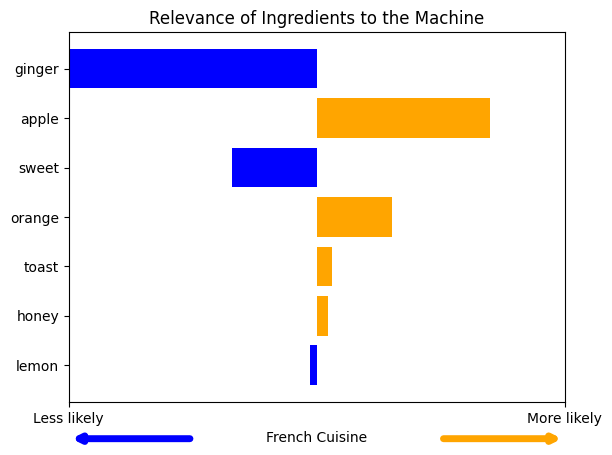 Relevance of Ingredients to the Machine
ginger
apple
sweet
orange
toast
honey
lemon
Less likely
More likely
French Cuisine